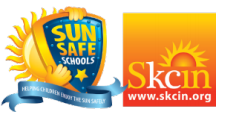 SUN
SAFE
SCHOOLS
HELPING CHILDREN ENJOY THE SUN SAFELY
Skcin
www.skcin.org